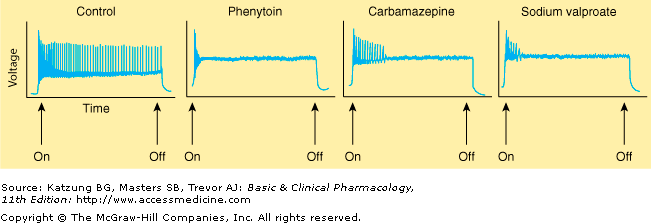 Control
Phenytoin
Carbamazepine
Sodium valproate
Voltage
Time
On
Off
On
Off
On
Off
On
Off
Source: Katzung BG, Masters SB, Trevor AJ: Basic & Clinical Pharmacology,
11th Edition: http://www.accessmedicine.com
Copyright © The McGraw-Hill Companies, Inc. All rights reserved.